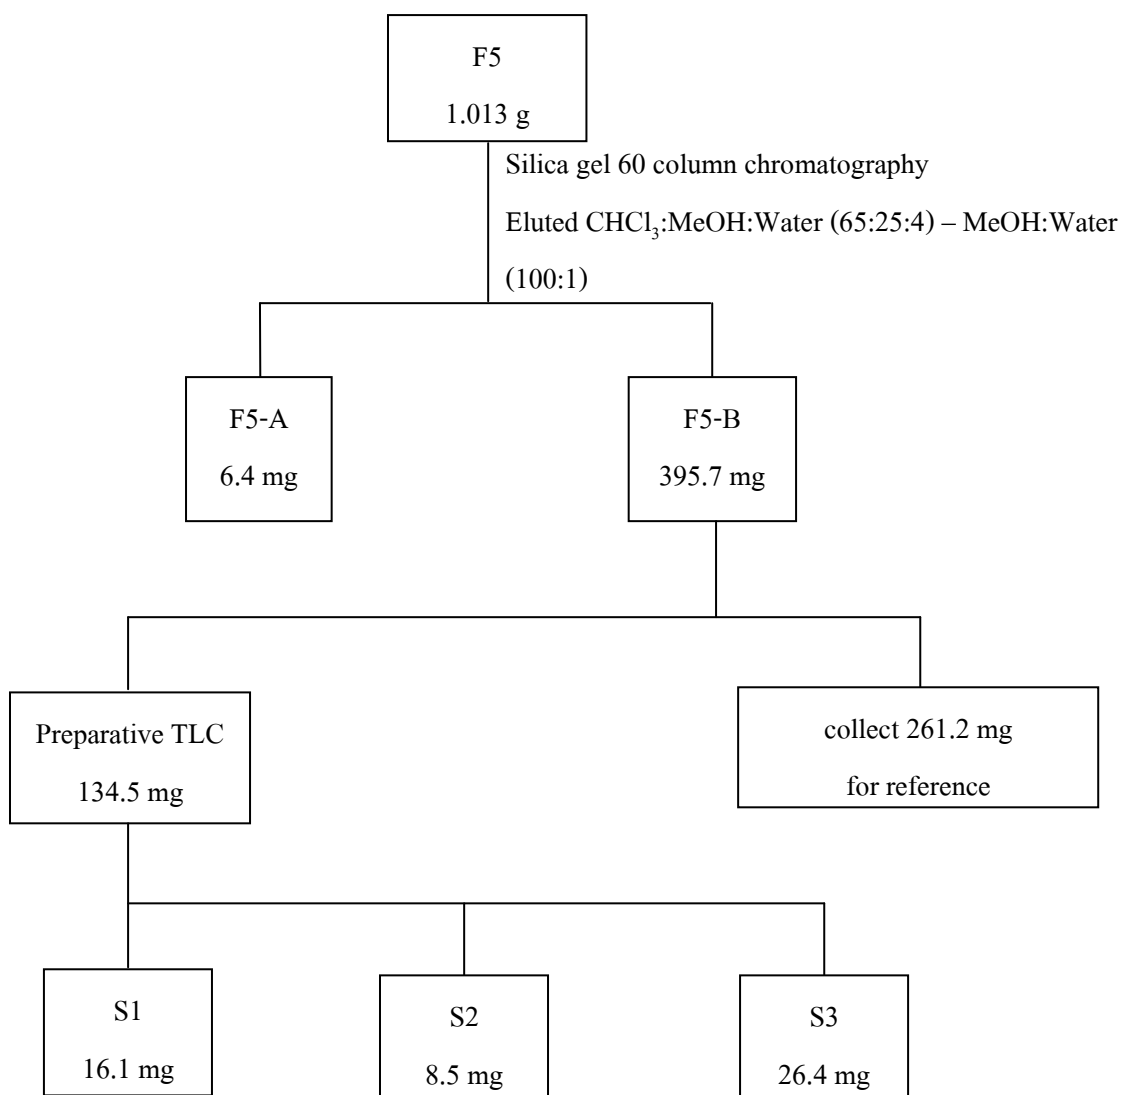 F5
1.013 g
Silica gel 60 column chromatography
Eluted CHCl₃:MeOH:Water (65:25:4) – MeOH:Water
(100:1)
F5-A
6.4 mg
F5-B
395.7 mg
Preparative TLC
134.5 mg
collect 261.2 mg
for reference
S1
16.1 mg
S2
8.5 mg
S3
26.4 mg